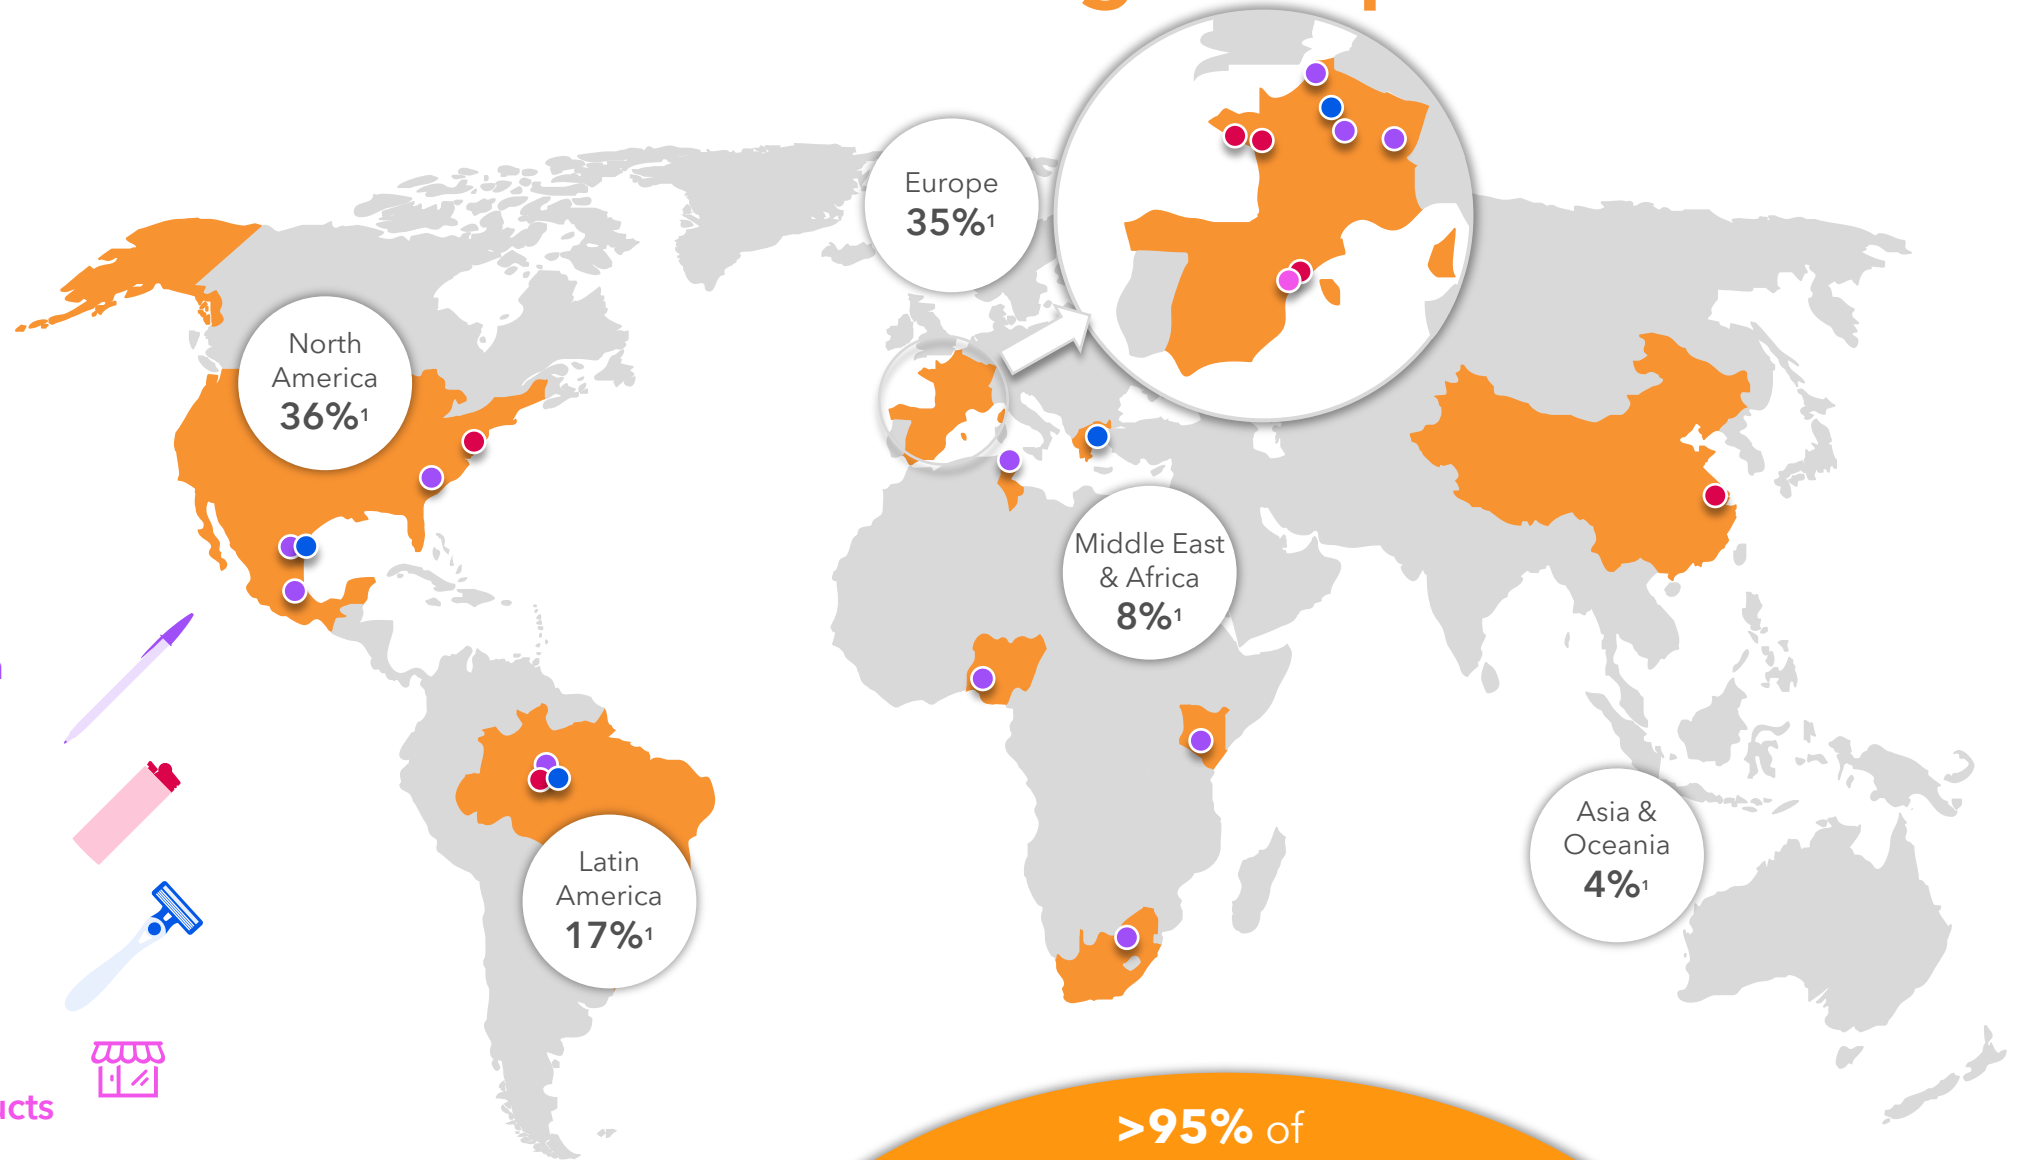 Europe
35%¹
North
America
36%¹
Middle East
& Africa
8%¹
Asia &
Oceania
4%¹
Latin
America
17%¹
>95% of